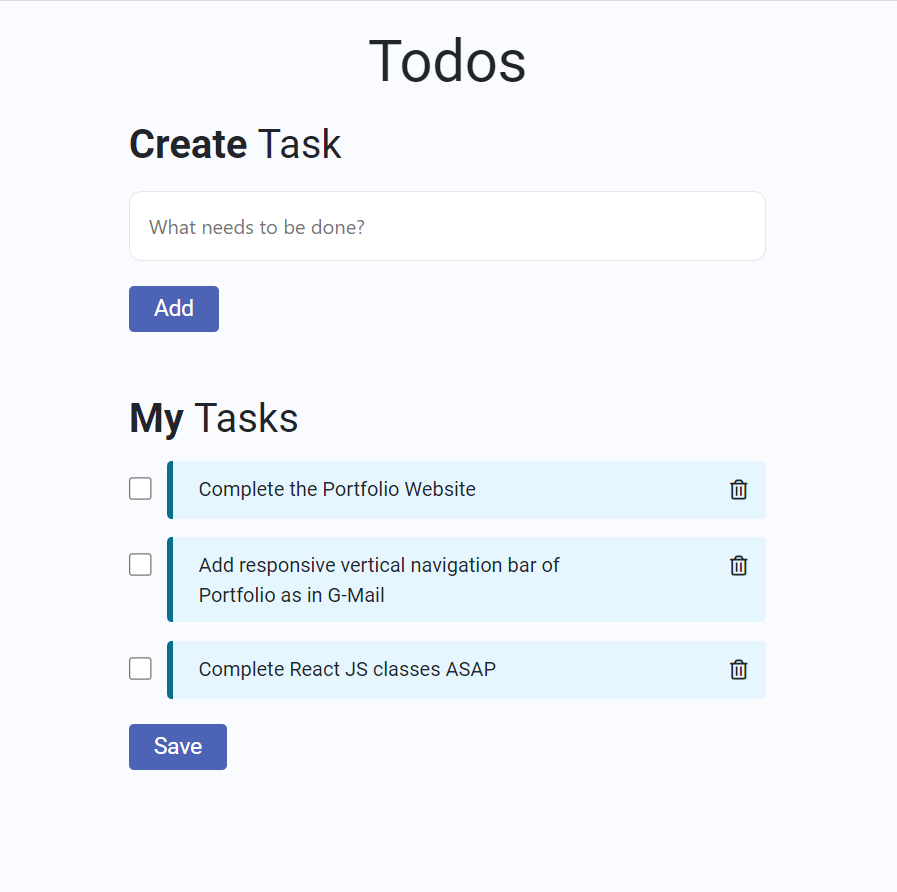 Todos
Create Task
What needs to be done?
Add
My Tasks
Complete the Portfolio Website
Add responsive vertical navigation bar of
Portfolio as in G-Mail
Complete React JS classes ASAP
Save